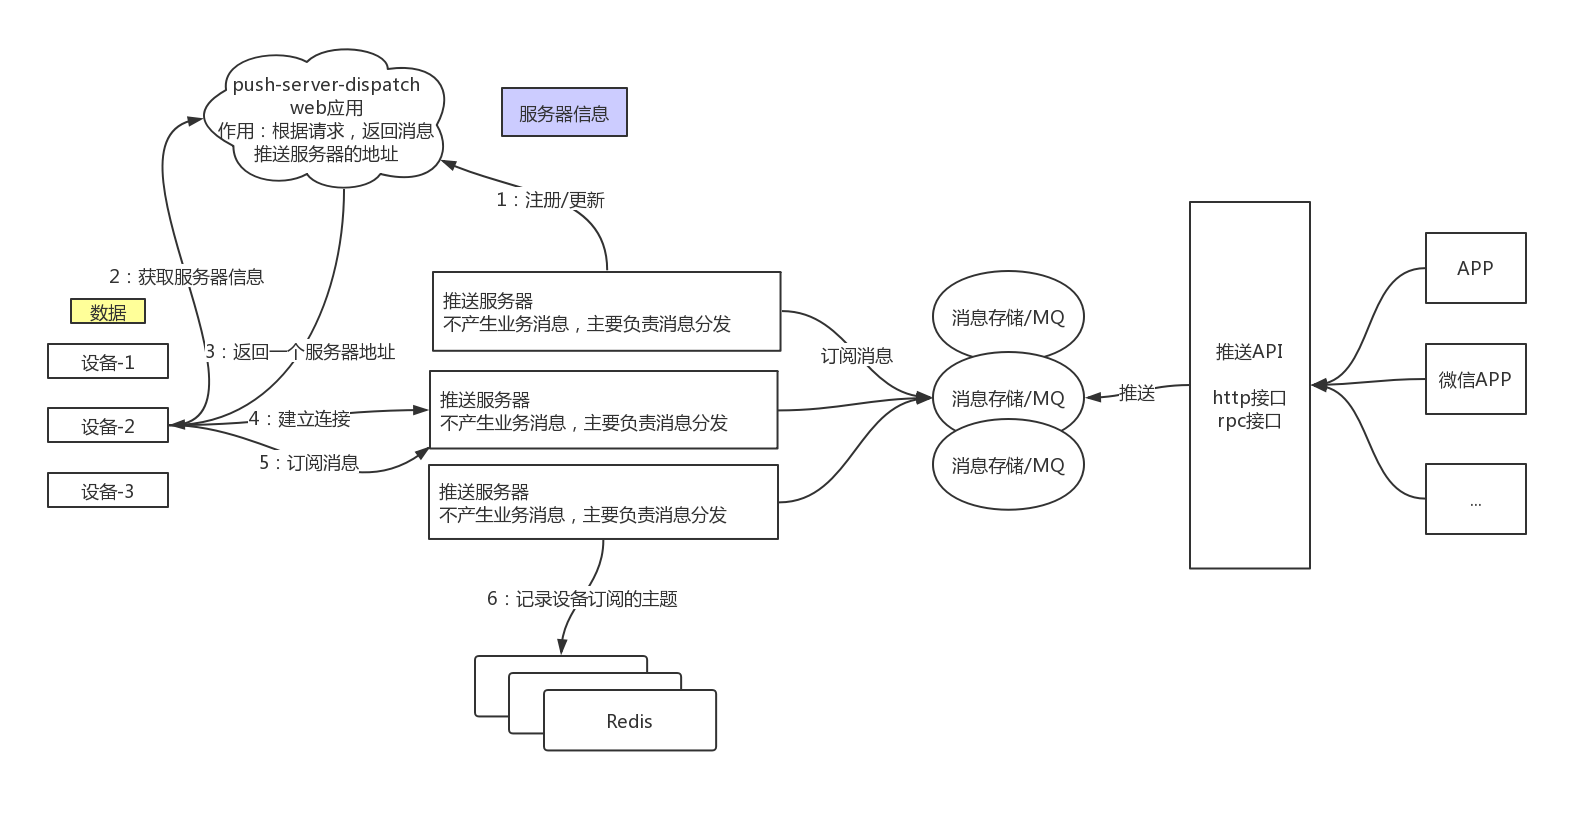 push-server-dispatch
web应用
作用：根据请求，返回消息
推送服务器的地址
服务器信息
1：注册/更新
2：获取服务器信息
数据
设备-1
设备-2
设备-3
3：返回一个服务器地址
4：建立连接
5：订阅消息
推送服务器
不产生业务消息，主要负责消息分发
推送服务器
不产生业务消息，主要负责消息分发
推送服务器
不产生业务消息，主要负责消息分发
6：记录设备订阅的主题
Redis
订阅消息
消息存储/MQ
消息存储/MQ
消息存储/MQ
推送
推送API
http接口
rpc接口
APP
微信APP
...